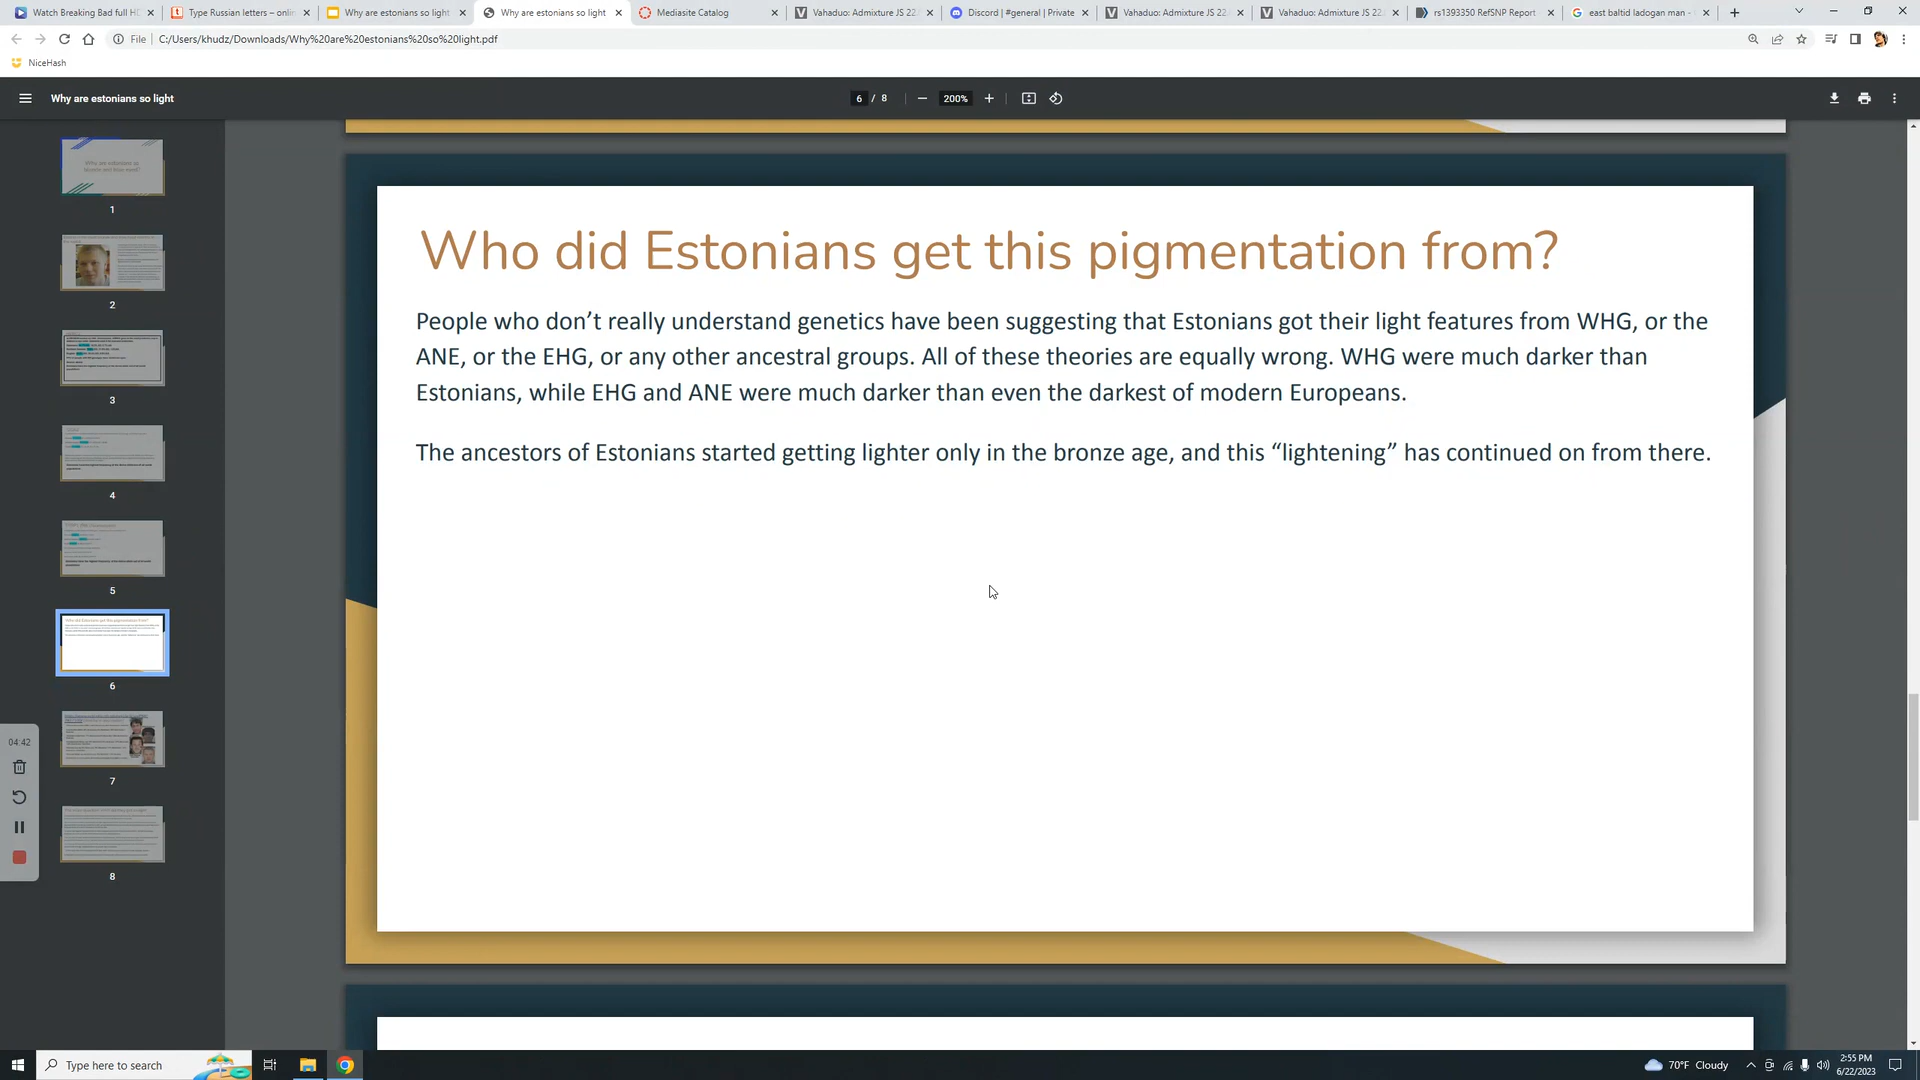 Watch Breaking Bad full HD
Type Russian letters – onlin
Why are estonians so light
Why are estonians so light
Mediasite Catalog
Vahaduo: Admixture JS 22.
Discord | #general | Private
Vahaduo: Admixture JS 22.
Vahaduo: Admixture JS 22.
rs1393350 RefSNP Report
east baltid ladogan man -
File
C:/Users/khudz/Downloads/Why%20are%20estonians%20so%20light.pdf
NiceHash
Why are estonians so light
6 / 8
200%
1
2
3
4
5
6
7
8
04:42
Who did Estonians get this pigmentation from?
People who don't really understand genetics have been suggesting that Estonians got their light features from WHG, or the
ANE, or the EHG, or any other ancestral groups. All of these theories are equally wrong. WHG were much darker than
Estonians, while EHG and ANE were much darker than even the darkest of modern Europeans.
The ancestors of Estonians started getting lighter only in the bronze age, and this “lightening” has continued on from there.
Type here to search
70°F Cloudy
2:55 PM
6/22/2023